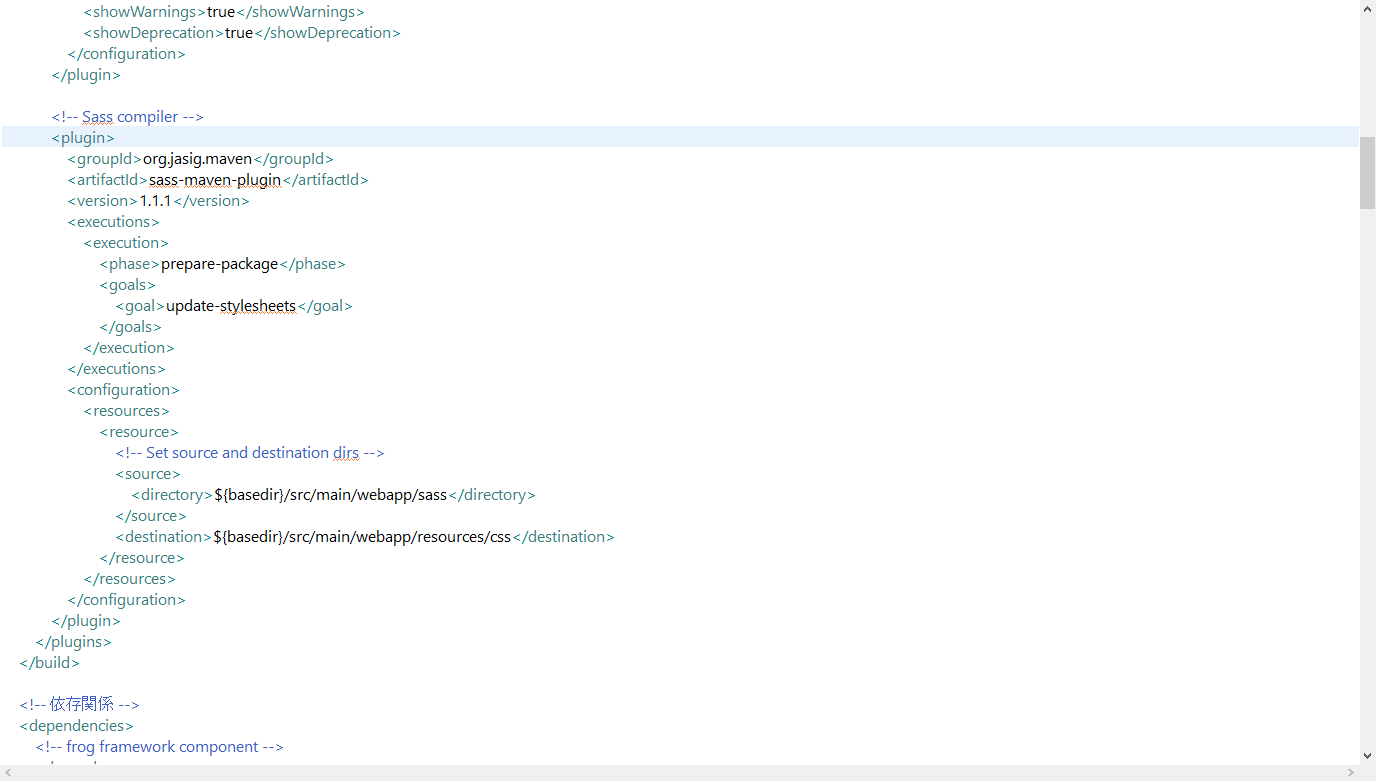 <showWarnings>true</showWarnings>
<showDeprecation>true</showDeprecation>
</configuration>
</plugin>
<!-- Sass compiler -->
<plugin>
<groupId>org.jasig.maven</groupId>
<artifactId>sass-maven-plugin</artifactId>
<version>1.1.1</version>
<executions>
<execution>
<phase>prepare-package</phase>
<goals>
<goal>update-stylesheets</goal>
</goals>
</execution>
</executions>
<configuration>
<resources>
<resource>
<!-- Set source and destination dirs -->
<source>
<directory>${basedir}/src/main/webapp/sass</directory>
</source>
<destination>${basedir}/src/main/webapp/resources/css</destination>
</resource>
</resources>
</configuration>
</plugin>
</plugins>
</build>
<!-- 依存関係 -->
<dependencies>
<!-- frog framework component -->